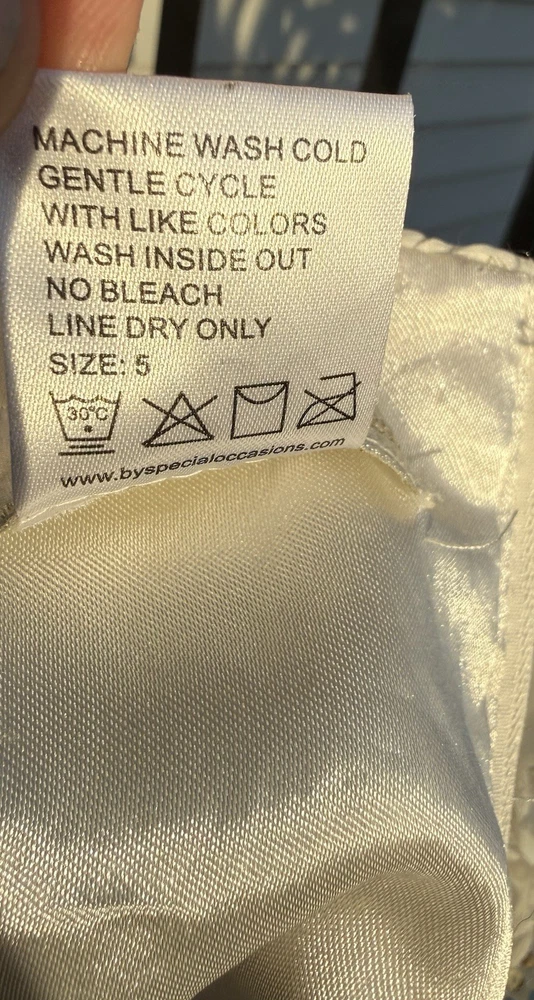 MACHINE WASH COLD
GENTLE CYCLE
WITH LIKE COLORS
WASH INSIDE OUT
NO BLEACH
LINE DRY ONLY
SIZE: 5
30°C
www.byspecialoccasions.com